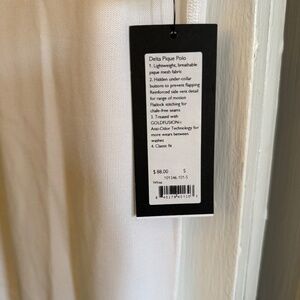 Delta Pique Polo
1. Lightweight, breathable
pique mesh fabric
2. Hidden under-collar
buttons to prevent flapping
Reinforced side vent detail
for range of motion
Flatlock stitching for
chafe-free seams
3. Treated with
GOLDFUSION™
Anti-Odor Technology for
more wears between
washes
4. Classic fit
$ 88.00 S
White